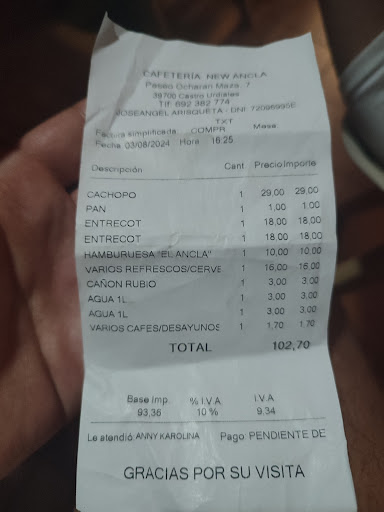 CAFETERÍA NEW ANCLA
Paseo Ocharan Maza, 7
39700 Castro Urdiales
Tlf: 692 362 774
JOSEANGEL ARISQUETA - DNI: 72096995E
TXT
Factura simplificada: COMPR Mesa:
Fecha 03/08/2024 Hora 16:25
Descripción Cant Precio Importe
CACHOPO 1 29,00 29,00
PAN 1 1,00 1,00
ENTRECOT 1 18,00 18,00
ENTRECOT 1 18,00 18,00
HAMBURUESA "EL ANCLA" 1 10,00 10,00
VARIOS REFRESCOS/CERVE 1 16,00 16,00
CAÑON RUBIO 1 3,00 3,00
AGUA 1L 1 3,00 3,00
AGUA 1L 1 3,00 3,00
VARIOS CAFES/DESAYUNOS 1 1,70 1,70
TOTAL 102,70
Base Imp. % I.V.A. I.V.A.
93,36 10 % 9,34
Le atendió: ANNY KAROLINA Pago PENDIENTE DE
GRACIAS POR SU VISITA